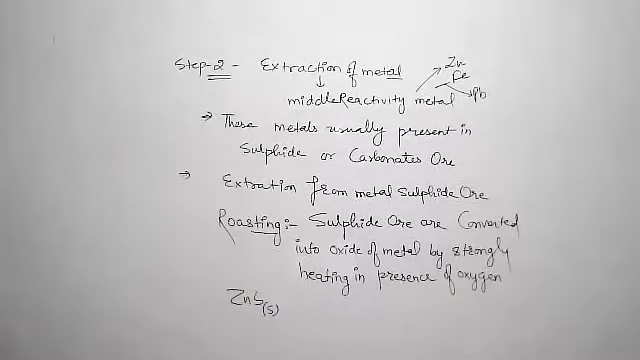 Step-2 - Extraction of metal
Zn
Fe
Pb
↓
middle Reactivity metal
→ These metals usually present in
Sulphide or Carbonates Ore
→ Extration from metal Sulphide Ore
Roasting:- Sulphide Ore are Converted
into oxide of metal by strongly
heating in presence of oxygen
ZnS(s)